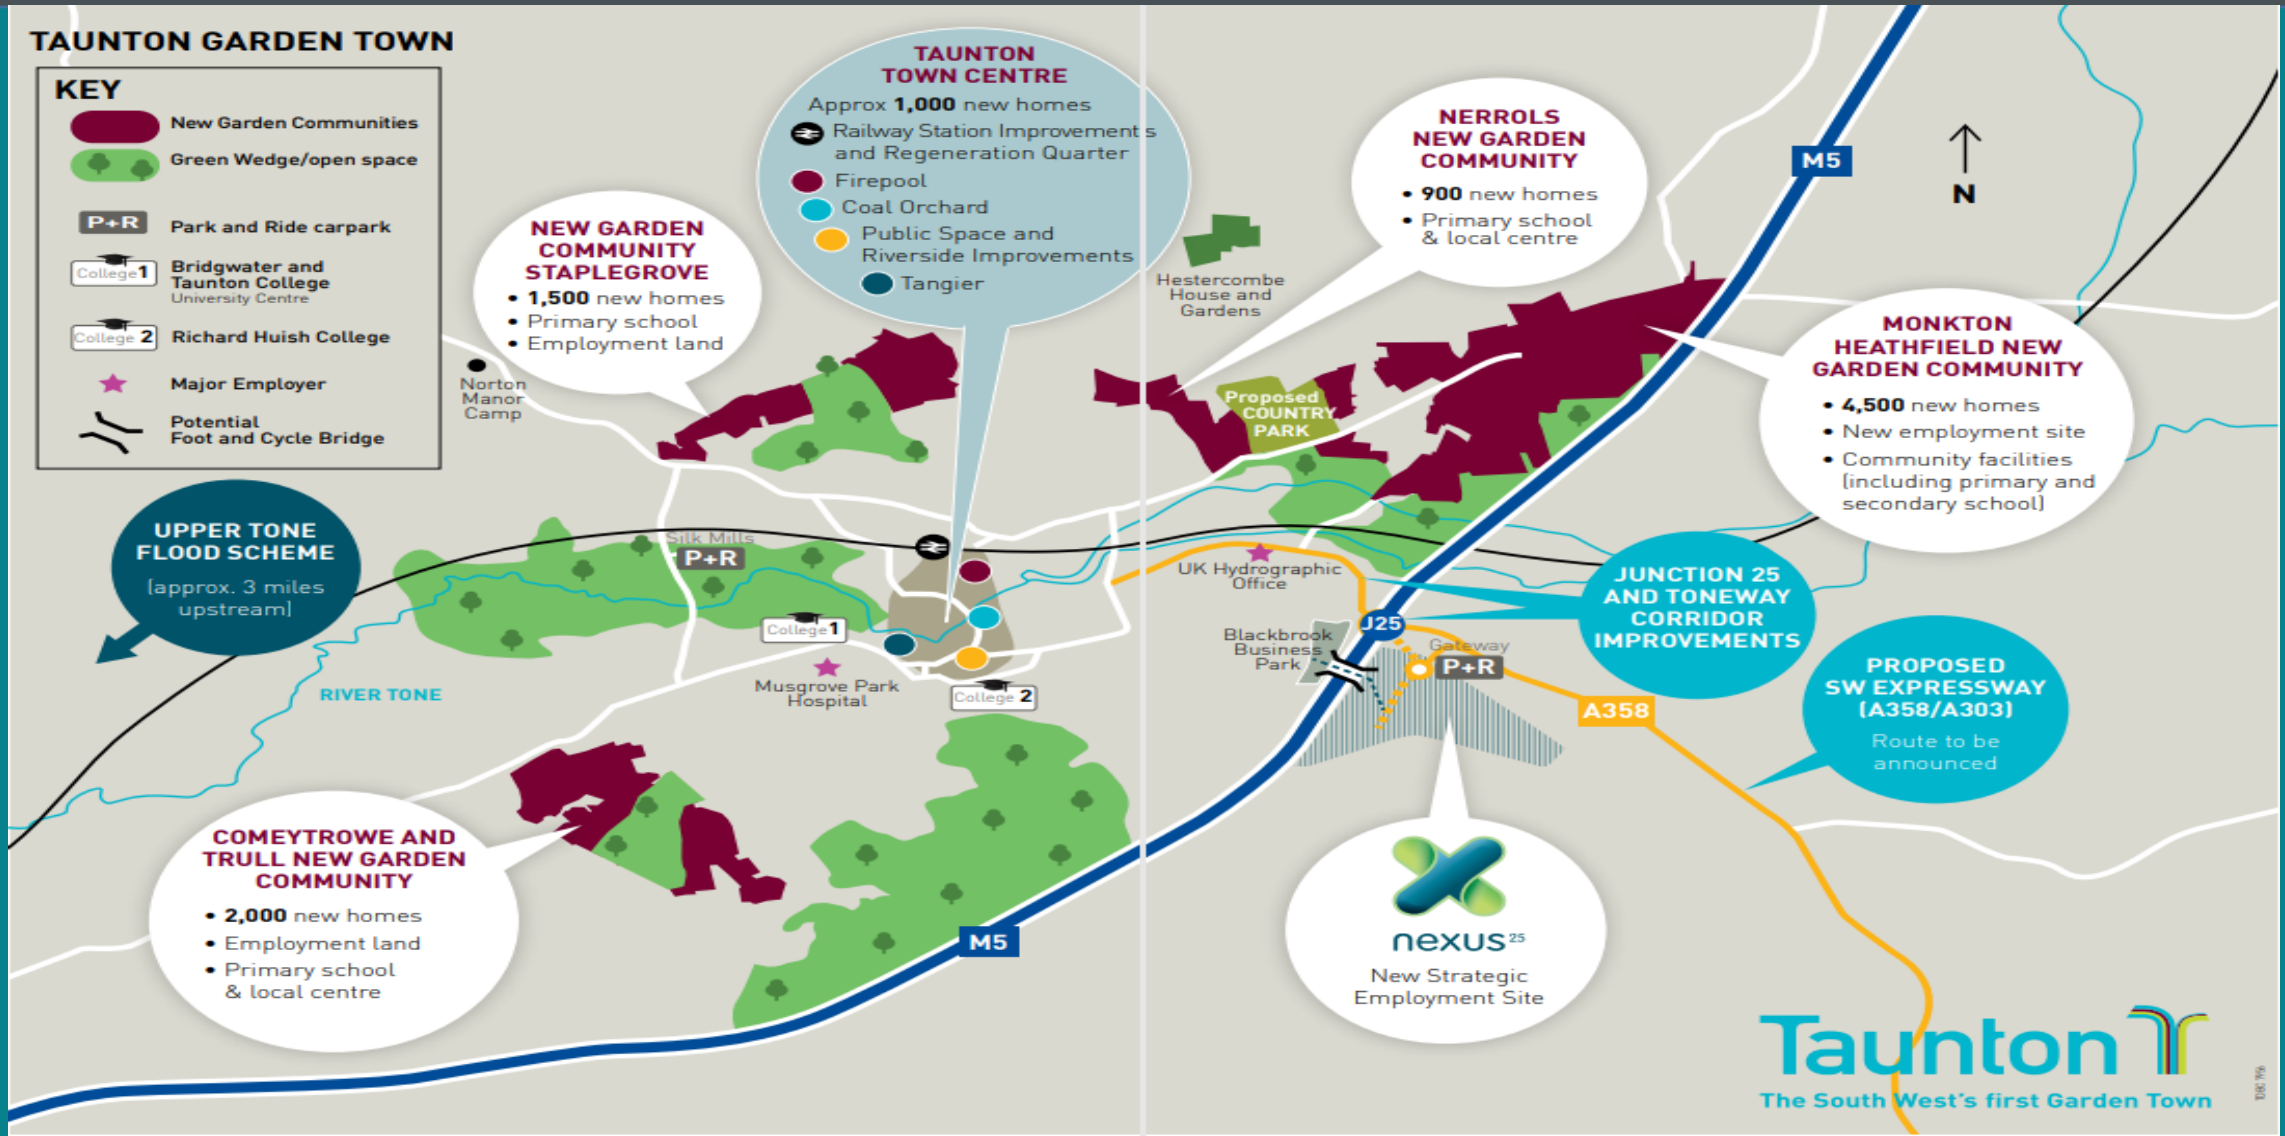 TAUNTON GARDEN TOWN
KEY
New Garden Communities
Green Wedge/open space
P+R
Park and Ride carpark
College 1
Bridgwater and
Taunton College
University Centre
College 2
Richard Huish College
Major Employer
Potential
Foot and Cycle Bridge
TAUNTON
TOWN CENTRE
Approx 1,000 new homes
Railway Station Improvements
and Regeneration Quarter
Firepool
Coal Orchard
Public Space and
Riverside Improvements
Tangier
NEW GARDEN
COMMUNITY
STAPLEGROVE
• 1,500 new homes
• Primary school
• Employment land
NERROLS
NEW GARDEN
COMMUNITY
• 900 new homes
• Primary school
& local centre
M5
N
Hestercombe
House and
Gardens
MONKTON
HEATHFIELD NEW
GARDEN COMMUNITY
• 4,500 new homes
• New employment site
• Community facilities
(including primary and
secondary school)
Norton
Manor
Camp
Proposed
COUNTRY
PARK
UPPER TONE
FLOOD SCHEME
(approx. 3 miles
upstream)
Silk Mills
P+R
UK Hydrographic
Office
JUNCTION 25
AND TONEWAY
CORRIDOR
IMPROVEMENTS
College 1
J25
Blackbrook
Business
Park
Gateway
P+R
RIVER TONE
Musgrove Park
Hospital
College 2
A358
PROPOSED
SW EXPRESSWAY
(A358/A303)
Route to be
announced
COMEYTROWE AND
TRULL NEW GARDEN
COMMUNITY
• 2,000 new homes
• Employment land
• Primary school
& local centre
M5
nexus 25
New Strategic
Employment Site
Taunton
The South West's first Garden Town